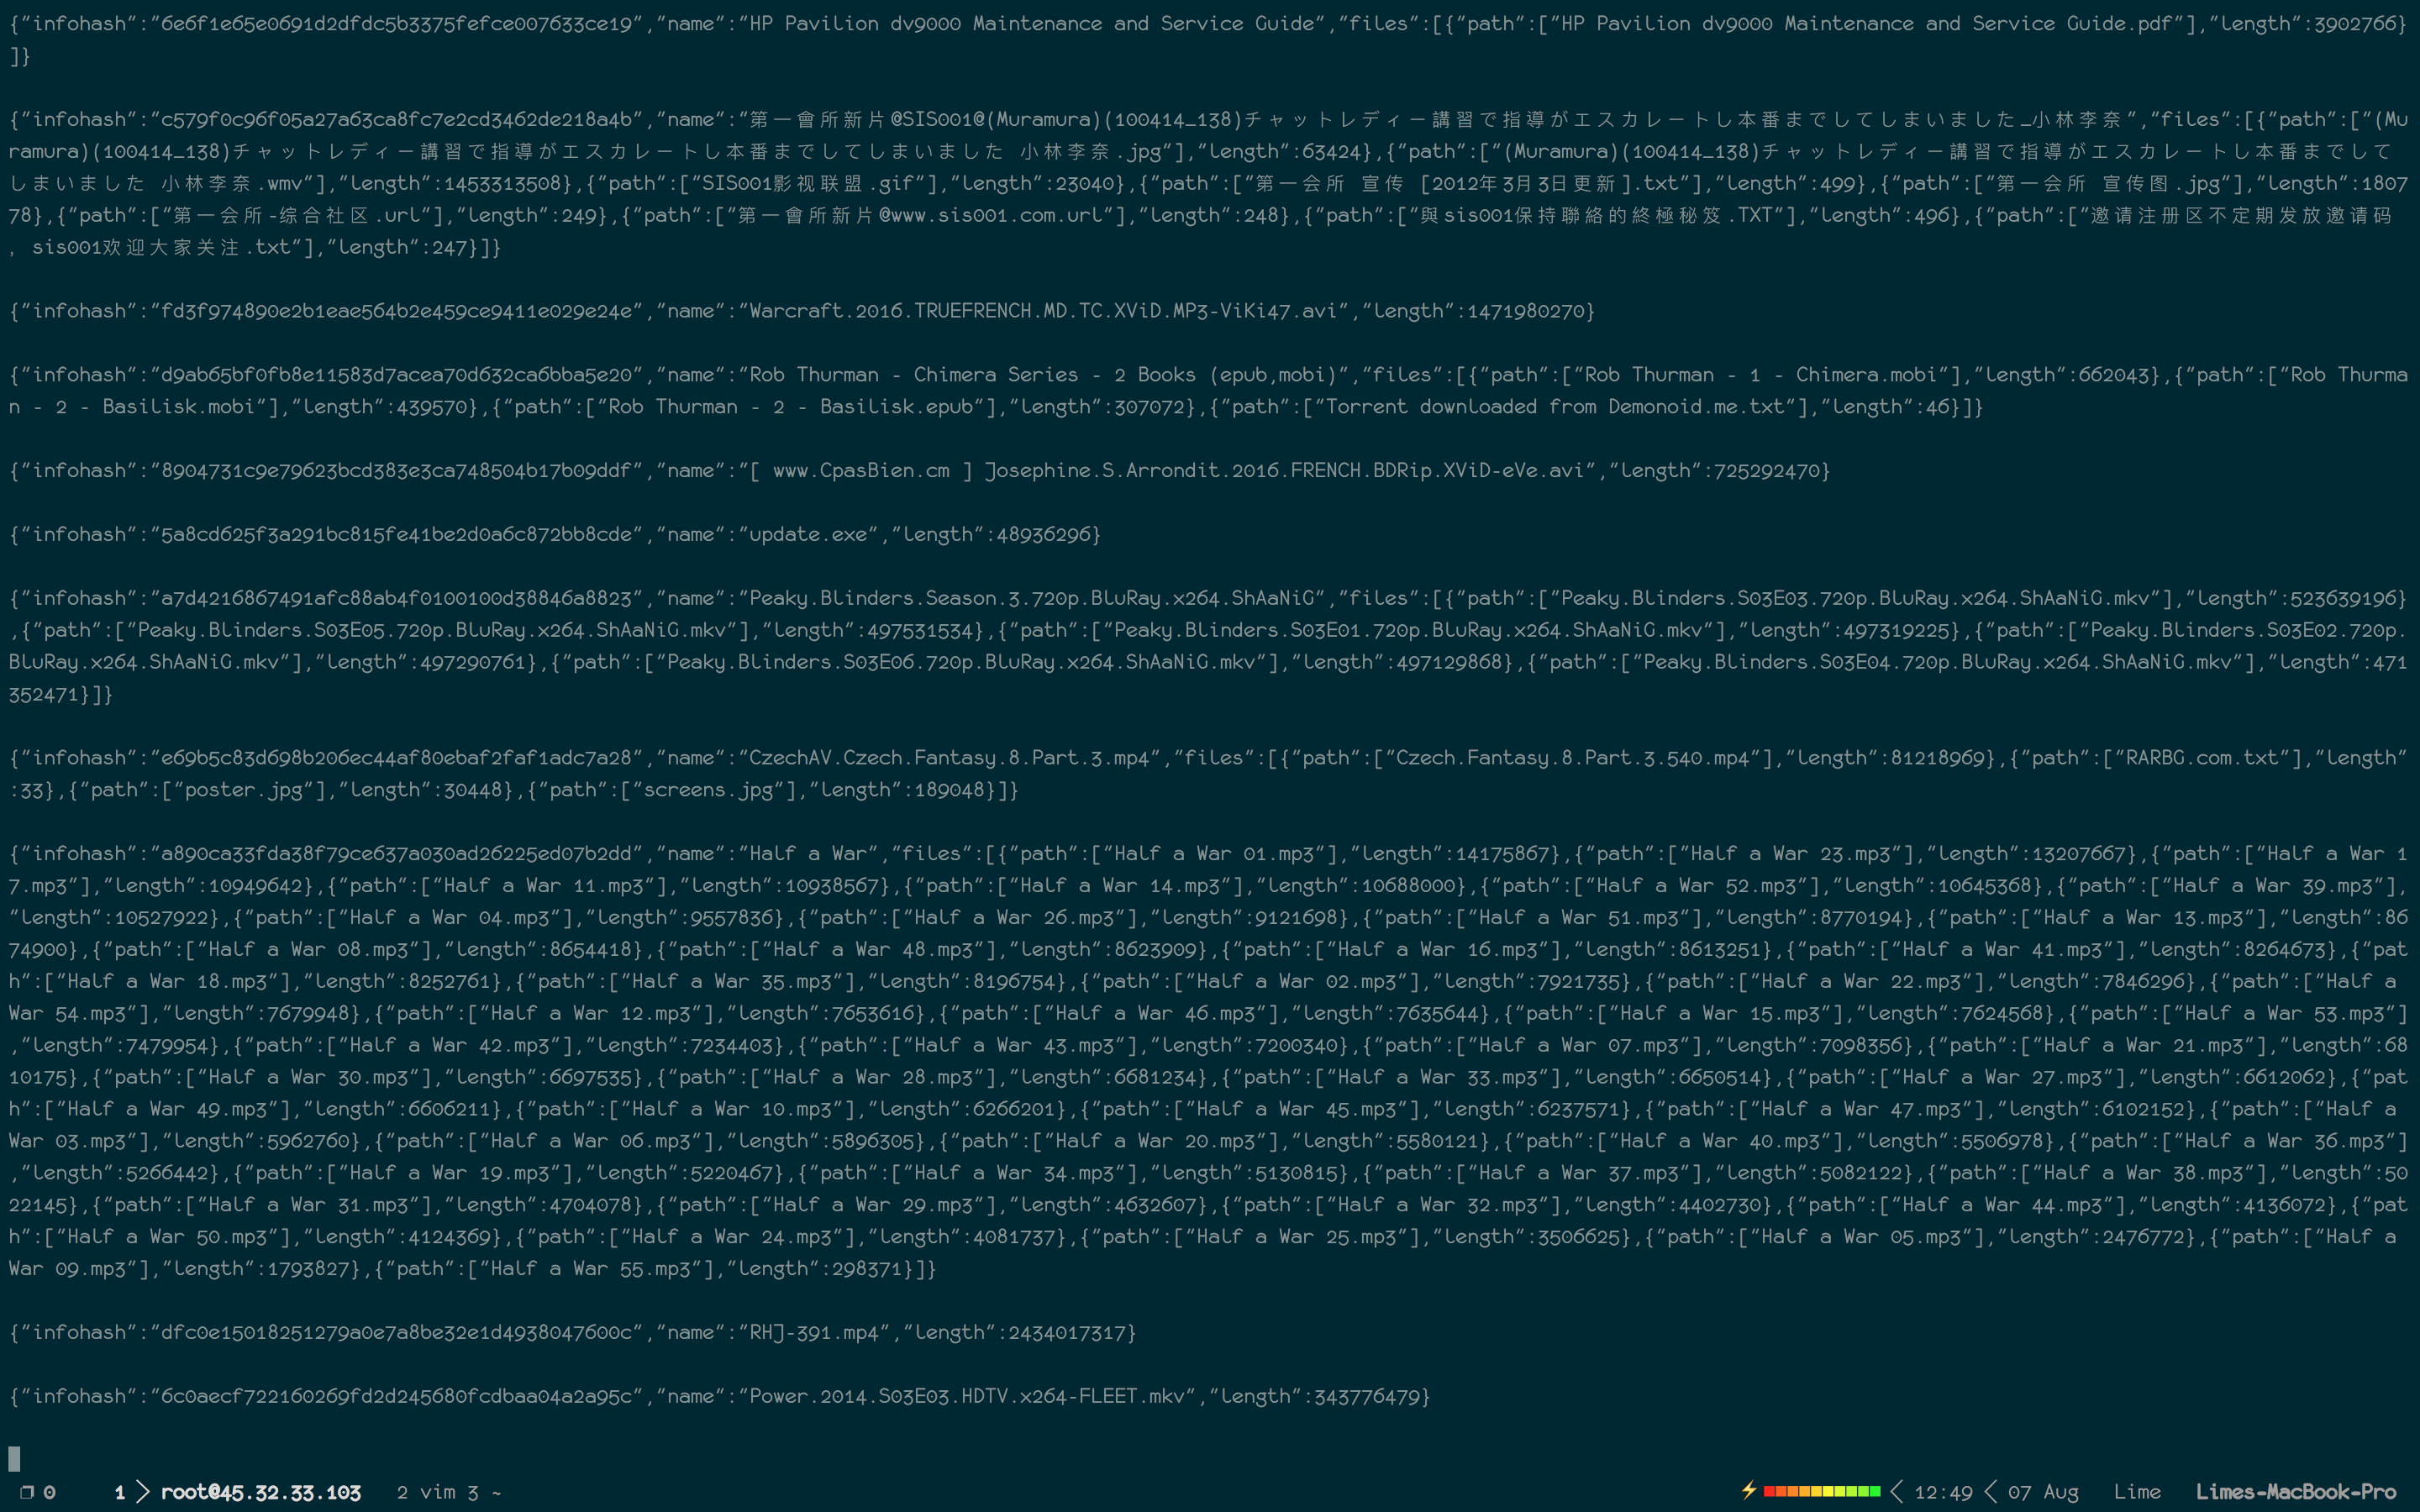 {"infohash":"6e6f1e65e0691d2dfdc5b3375fefce007633ce19","name":"HP Pavilion dv9000 Maintenance and Service Guide","files":[{"path":["HP Pavilion dv9000 Maintenance and Service Guide.pdf"],"length":3902766}
]}
{"infohash":"c579f0c96f05a27a63ca8fc7e2cd3462de218a4b","name":"第一會所新片@SIS001@(Muramura)(100414_138)チャットレディー講習で指導がエスカレートし本番までしてしまいました_小林李奈","files":[{"path":["(Mu
ramura)(100414_138)チャットレディー講習で指導がエスカレートし本番までしてしまいました 小林李奈.jpg"],"length":63424},{"path":["(Muramura)(100414_138)チャットレディー講習で指導がエスカレートし本番までしてして
しまいました 小林李奈.wmv"],"length":1453313508},{"path":["SIS001影视联盟.gif"],"length":23040},{"path":["第一会所 宣传 [2012年3月3日更新].txt"],"length":499},{"path":["第一会所 宣传图.jpg"],"length":1807
78},{"path":["第一会所-综合社区.url"],"length":249},{"path":["第一會所新片@www.sis001.com.url"],"length":248},{"path":["與sis001保持聯絡的終極秘笈.TXT"],"length":496},{"path":["邀请注册区不定期发放邀请码
，sis001欢迎大家关注.txt"],"length":247}]}
{"infohash":"fd3f974890e2b1eae564b2e459ce9411e029e24e","name":"Warcraft.2016.TRUEFRENCH.MD.TC.XViD.MP3-ViKi47.avi","length":1471980270}
{"infohash":"d9ab65bf0fb8e11583d7acea70d632ca6bba5e20","name":"Rob Thurman - Chimera Series - 2 Books (epub,mobi)","files":[{"path":["Rob Thurman - 1 - Chimera.mobi"],"length":662043},{"path":["Rob Thurma
n - 2 - Basilisk.mobi"],"length":439570},{"path":["Rob Thurman - 2 - Basilisk.epub"],"length":307072},{"path":["Torrent downloaded from Demonoid.me.txt"],"length":46}]}
{"infohash":"8904731c9e79623bcd383e3ca748504b17b09ddf","name":"[ www.CpasBien.cm ] Josephine.S.Arrondit.2016.FRENCH.BDRip.XViD-eVe.avi","length":725292470}
{"infohash":"5a8cd625f3a291bc815fe41be2d0a6c872bb8cde","name":"update.exe","length":48936296}
{"infohash":"a7d4216867491afc88ab4f0100100d38846a8823","name":"Peaky.Blinders.Season.3.720p.BluRay.x264.ShAaNiG","files":[{"path":["Peaky.Blinders.S03E03.720p.BluRay.x264.ShAaNiG.mkv"],"length":523639196}
,{"path":["Peaky.Blinders.S03E05.720p.BluRay.x264.ShAaNiG.mkv"],"length":497531534},{"path":["Peaky.Blinders.S03E01.720p.BluRay.x264.ShAaNiG.mkv"],"length":497319225},{"path":["Peaky.Blinders.S03E02.720p.
BluRay.x264.ShAaNiG.mkv"],"length":497290761},{"path":["Peaky.Blinders.S03E06.720p.BluRay.x264.ShAaNiG.mkv"],"length":497129868},{"path":["Peaky.Blinders.S03E04.720p.BluRay.x264.ShAaNiG.mkv"],"length":471
352471}]}
{"infohash":"e69b5c83d698b206ec44af80ebaf2faf1adc7a28","name":"CzechAV.Czech.Fantasy.8.Part.3.mp4","files":[{"path":["Czech.Fantasy.8.Part.3.540.mp4"],"length":81218969},{"path":["RARBG.com.txt"],"length"
:33},{"path":["poster.jpg"],"length":30448},{"path":["screens.jpg"],"length":189048}]}
{"infohash":"a890ca33fda38f79ce637a030ad26225ed07b2dd","name":"Half a War","files":[{"path":["Half a War 01.mp3"],"length":14175867},{"path":["Half a War 23.mp3"],"length":13207667},{"path":["Half a War 1
7.mp3"],"length":10949642},{"path":["Half a War 11.mp3"],"length":10938567},{"path":["Half a War 14.mp3"],"length":10688000},{"path":["Half a War 52.mp3"],"length":10645368},{"path":["Half a War 39.mp3"],
"length":10527922},{"path":["Half a War 04.mp3"],"length":9557836},{"path":["Half a War 26.mp3"],"length":9121698},{"path":["Half a War 51.mp3"],"length":8770194},{"path":["Half a War 13.mp3"],"length":86
74900},{"path":["Half a War 08.mp3"],"length":8654418},{"path":["Half a War 48.mp3"],"length":8623909},{"path":["Half a War 16.mp3"],"length":8613251},{"path":["Half a War 41.mp3"],"length":8264673},{"pat
h":["Half a War 18.mp3"],"length":8252761},{"path":["Half a War 35.mp3"],"length":8196754},{"path":["Half a War 02.mp3"],"length":7921735},{"path":["Half a War 22.mp3"],"length":7846296},{"path":["Half a
War 54.mp3"],"length":7679948},{"path":["Half a War 12.mp3"],"length":7653616},{"path":["Half a War 46.mp3"],"length":7635644},{"path":["Half a War 15.mp3"],"length":7624568},{"path":["Half a War 53.mp3"]
,"length":7479954},{"path":["Half a War 42.mp3"],"length":7234403},{"path":["Half a War 43.mp3"],"length":7200340},{"path":["Half a War 07.mp3"],"length":7098356},{"path":["Half a War 21.mp3"],"length":68
10175},{"path":["Half a War 30.mp3"],"length":6697535},{"path":["Half a War 28.mp3"],"length":6681234},{"path":["Half a War 33.mp3"],"length":6650514},{"path":["Half a War 27.mp3"],"length":6612062},{"pat
h":["Half a War 49.mp3"],"length":6606211},{"path":["Half a War 10.mp3"],"length":6266201},{"path":["Half a War 45.mp3"],"length":6237571},{"path":["Half a War 47.mp3"],"length":6102152},{"path":["Half a
War 03.mp3"],"length":5962760},{"path":["Half a War 06.mp3"],"length":5896305},{"path":["Half a War 20.mp3"],"length":5580121},{"path":["Half a War 40.mp3"],"length":5506978},{"path":["Half a War 36.mp3"]
,"length":5266442},{"path":["Half a War 19.mp3"],"length":5220467},{"path":["Half a War 34.mp3"],"length":5130815},{"path":["Half a War 37.mp3"],"length":5082122},{"path":["Half a War 38.mp3"],"length":50
22145},{"path":["Half a War 31.mp3"],"length":4704078},{"path":["Half a War 29.mp3"],"length":4632607},{"path":["Half a War 32.mp3"],"length":4402730},{"path":["Half a War 44.mp3"],"length":4136072},{"pat
h":["Half a War 50.mp3"],"length":4124369},{"path":["Half a War 24.mp3"],"length":4081737},{"path":["Half a War 25.mp3"],"length":3506625},{"path":["Half a War 05.mp3"],"length":2476772},{"path":["Half a
War 09.mp3"],"length":1793827},{"path":["Half a War 55.mp3"],"length":298371}]}
{"infohash":"dfc0e15018251279a0e7a8be32e1d4938047600c","name":"RHJ-391.mp4","length":2434017317}
{"infohash":"6c0aecf722160269fd2d245680fcdbaa04a2a95c","name":"Power.2014.S03E03.HDTV.x264-FLEET.mkv","length":343776479}
❐ 0 1 root@45.32.33.103 2 vim 3 ~ ⚡ 12:49 07 Aug Lime Limes-MacBook-Pro